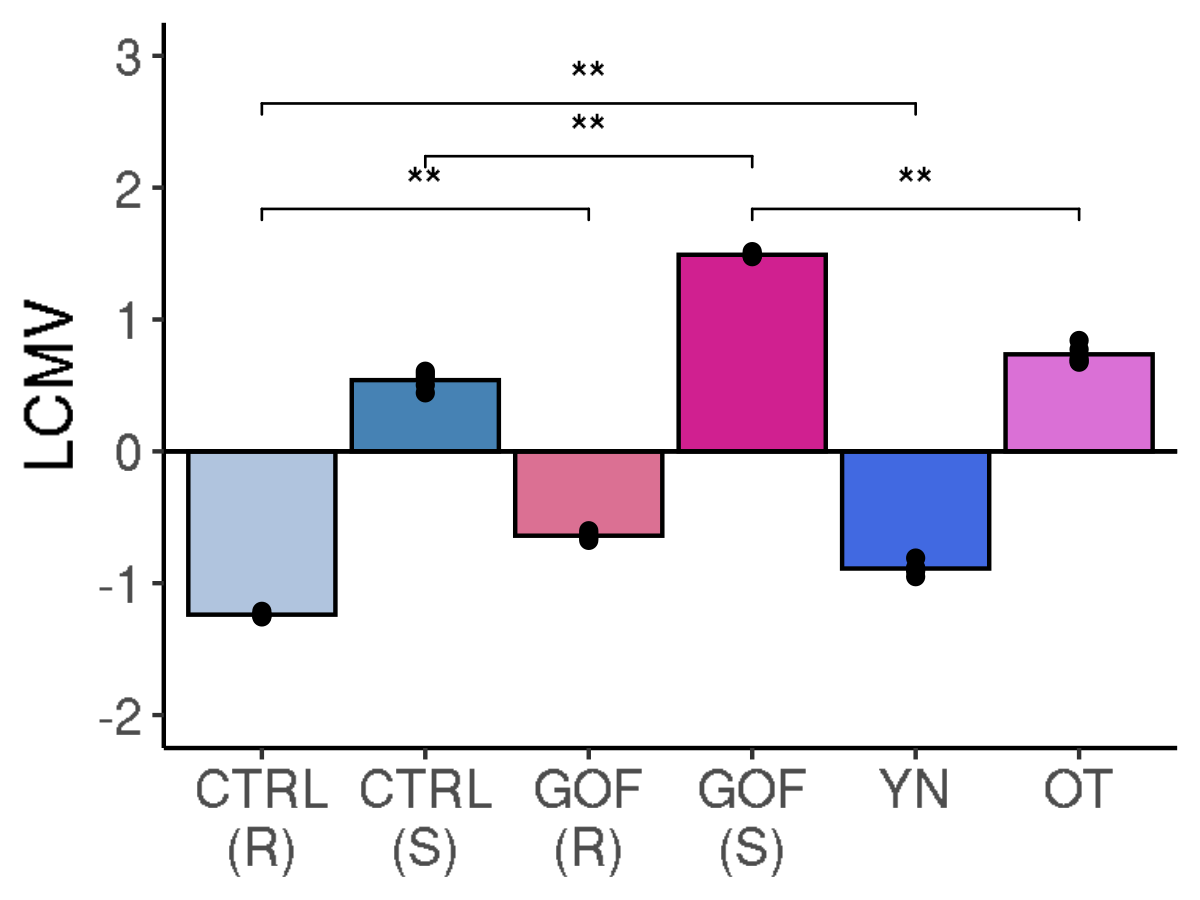 LCMV
3
2
1
0
-1
-2
**
**
**
**
CTRL (R)
CTRL (S)
GOF (R)
GOF (S)
YN
OT